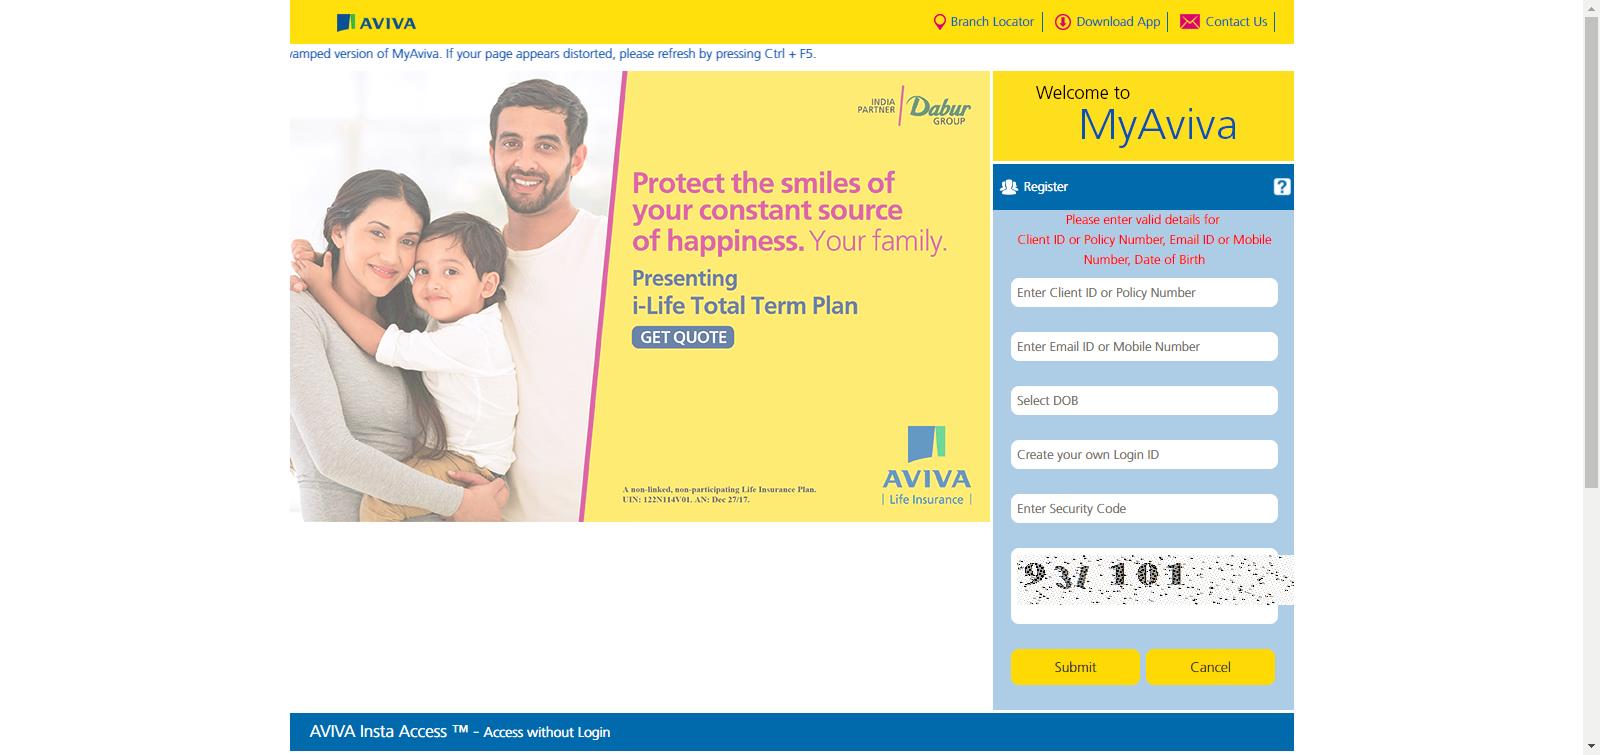 AVIVA
Branch Locator
Download App
Contact Us
vamped version of MyAviva. If your page appears distorted, please refresh by pressing Ctrl + F5.
INDIA
PARTNER
Dabur
GROUP
Protect the smiles of
your constant source
of happiness. Your family.
Presenting
i-Life Total Term Plan
GET QUOTE
A non-linked, non-participating Life Insurance Plan.
UIN: 122N114V01. AN: Dec 27/17.
AVIVA
Life Insurance
Welcome to
MyAviva
Register
?
Please enter valid details for
Client ID or Policy Number, Email ID or Mobile
Number, Date of Birth
Enter Client ID or Policy Number
Enter Email ID or Mobile Number
Select DOB
Create your own Login ID
Enter Security Code
Submit
Cancel
AVIVA Insta Access ™ - Access without Login